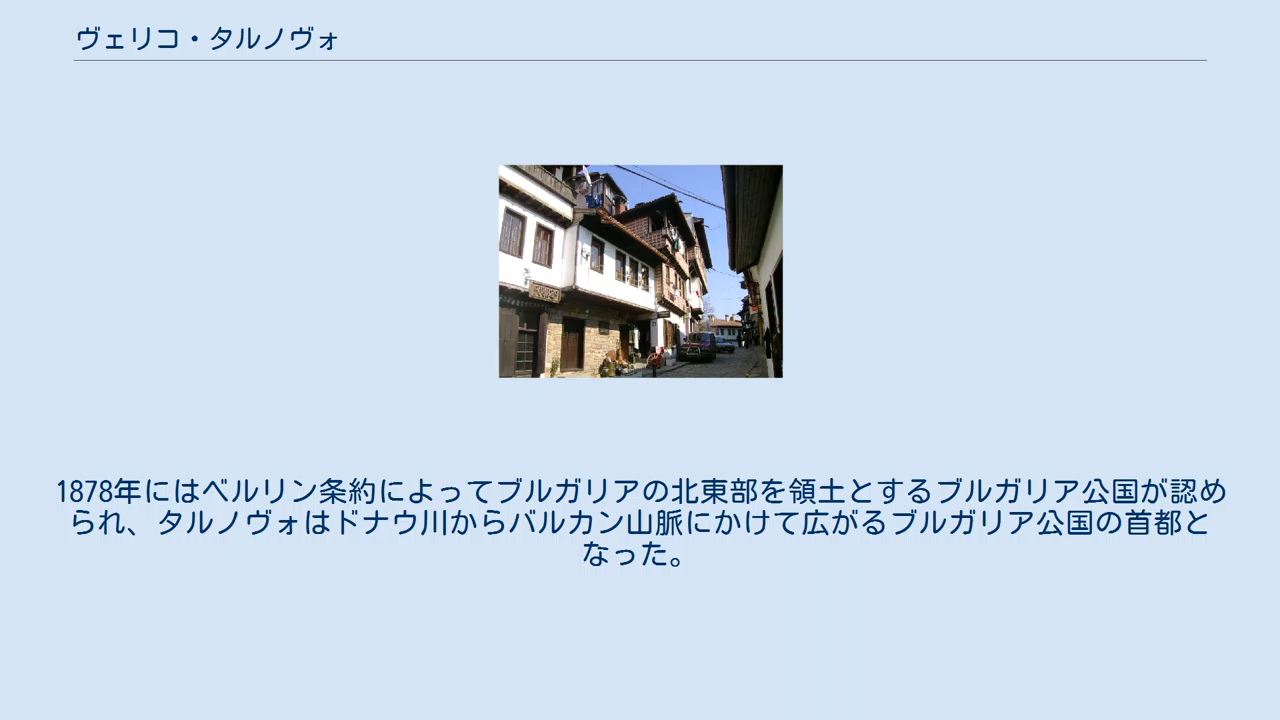 ヴェリコ・タルノヴォ
1878年にはベルリン条約によってブルガリアの北東部を領土とするブルガリア公国が認め
られ、タルノヴォはドナウ川からバルカン山脈にかけて広がるブルガリア公国の首都と
なった。